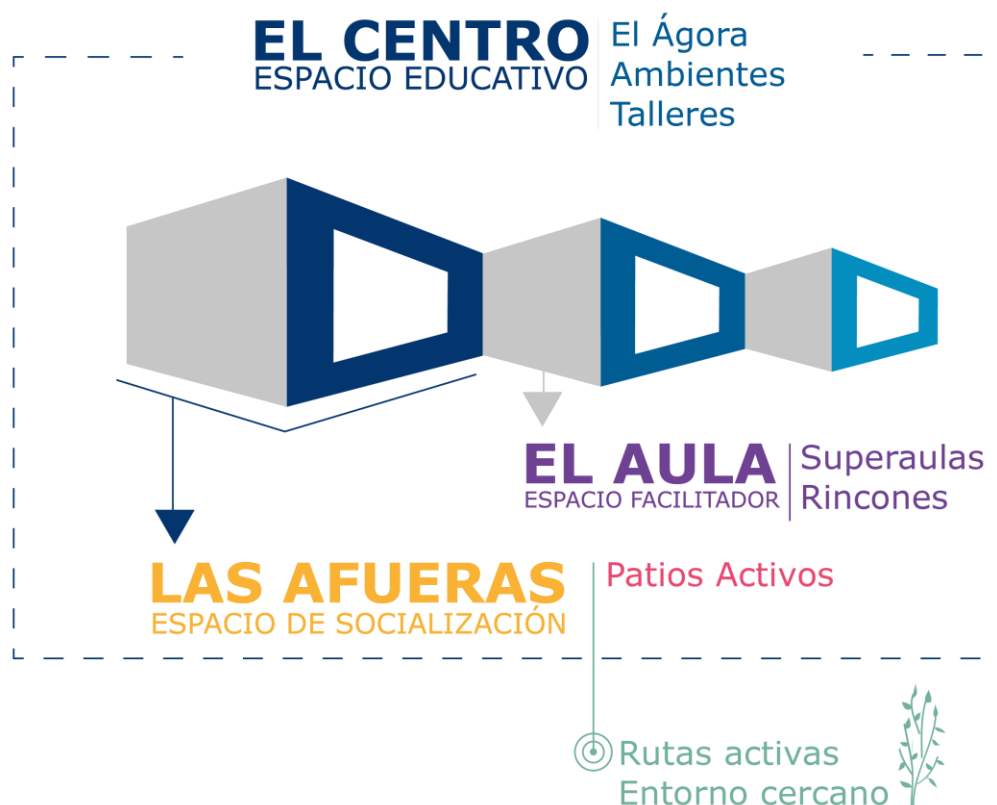 EL CENTRO
ESPACIO EDUCATIVO
El Ágora
Ambientes
Talleres
EL AULA
ESPACIO FACILITADOR
Superaulas
Rincones
LAS AFUERAS
ESPACIO DE SOCIALIZACIÓN
Patios Activos
Rutas activas
Entorno cercano